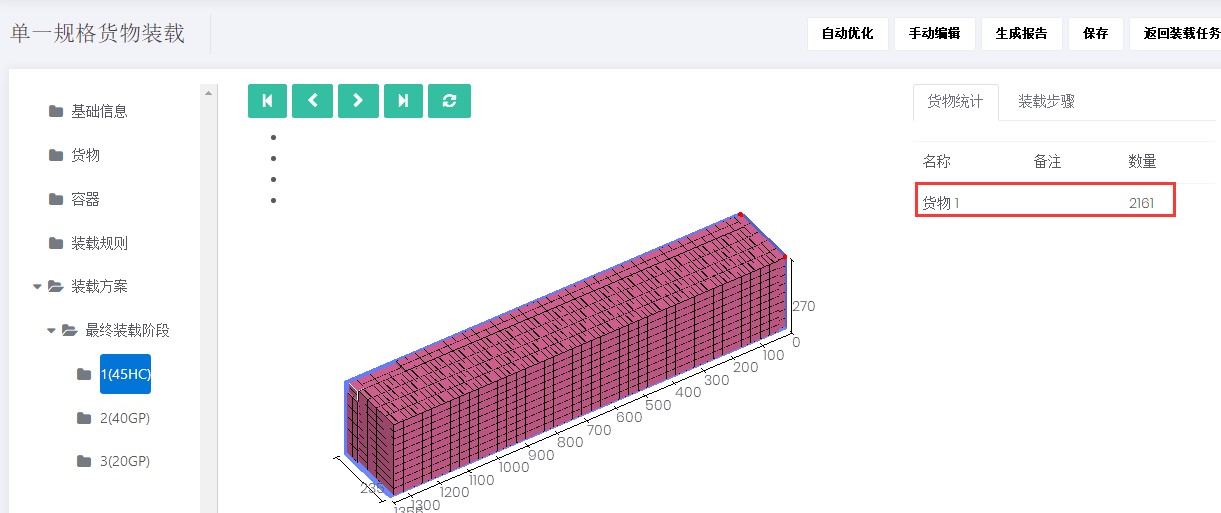 单一规格货物装载
自动优化 手动编辑 生成报告 保存 返回装载任务
基础信息
货物
容器
装载规则
装载方案
最终装载阶段
1(45HC)
2(40GP)
3(20GP)
270
0
100
200
300
400
500
600
700
800
900
1000
1100
1200
1300
235
货物统计 装载步骤
名称 备注 数量
货物 1 2161